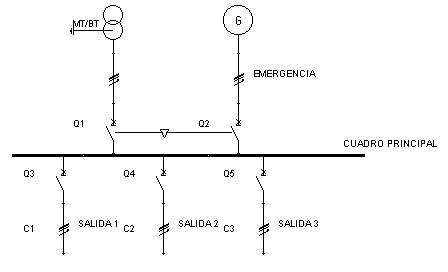 MT/BT
G
EMERGENCIA
Q1
Q2
CUADRO PRINCIPAL
Q3
Q4
Q5
C1
SALIDA 1
C2
SALIDA 2
C3
SALIDA 3